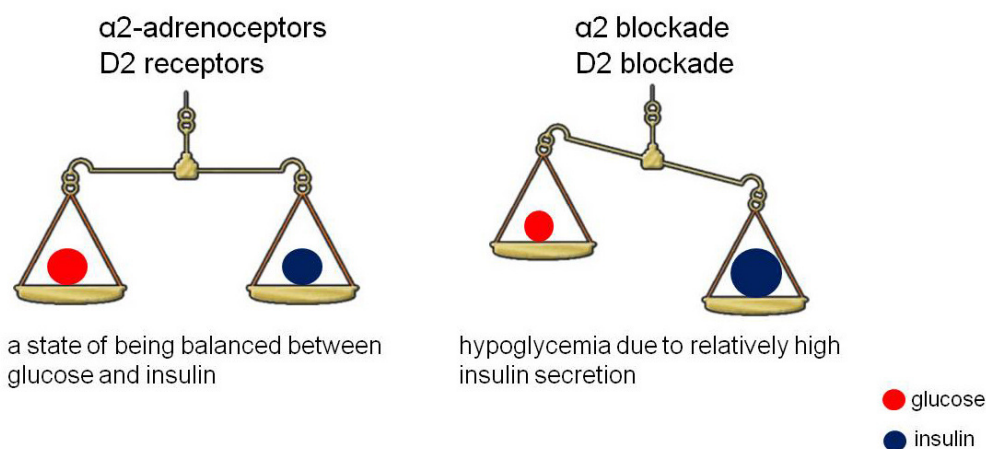 α2-adrenoceptors
D2 receptors
α2 blockade
D2 blockade
a state of being balanced between
glucose and insulin
hypoglycemia due to relatively high
insulin secretion
glucose
insulin